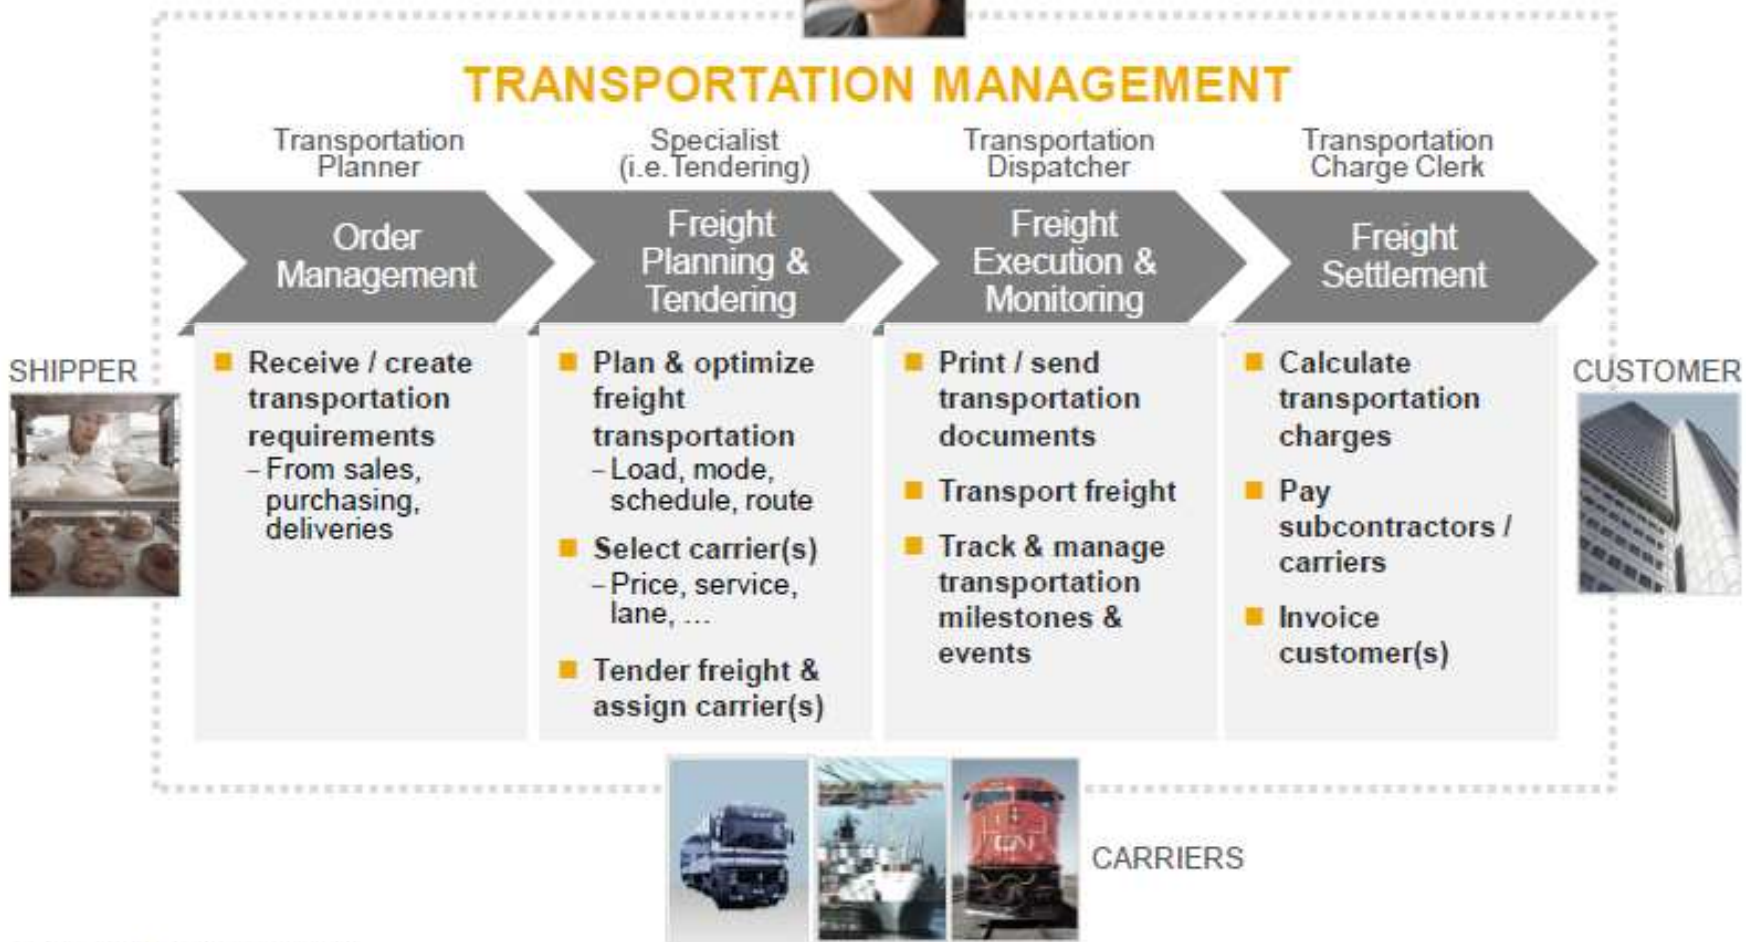 TRANSPORTATION MANAGEMENT
Transportation
Planner
Specialist
(i.e. Tendering)
Transportation
Dispatcher
Transportation
Charge Clerk
Order
Management
Freight
Planning &
Tendering
Freight
Execution &
Monitoring
Freight
Settlement
SHIPPER
■ Receive / create
transportation
requirements
– From sales,
purchasing,
deliveries
■ Plan & optimize
freight
transportation
– Load, mode,
schedule, route
■ Select carrier(s)
– Price, service,
lane, ...
■ Tender freight &
assign carrier(s)
■ Print / send
transportation
documents
■ Transport freight
■ Track & manage
transportation
milestones &
events
■ Calculate
transportation
charges
■ Pay
subcontractors /
carriers
■ Invoice
customer(s)
CUSTOMER
CN
CARRIERS